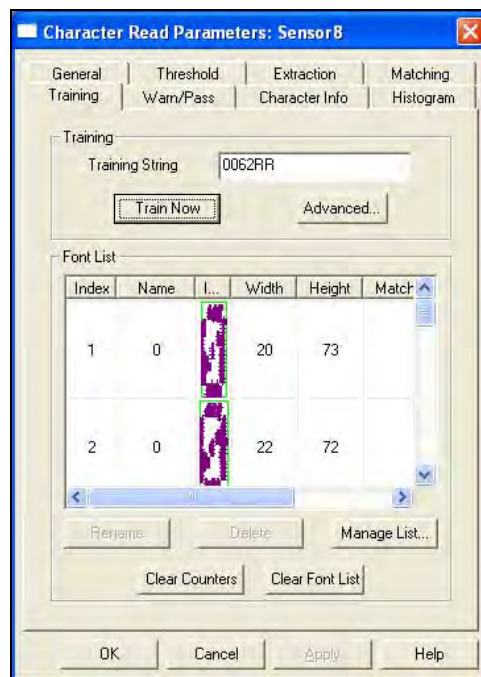 Character Read Parameters: Sensor8
General Threshold Extraction Matching
Training Warn/Pass Character Info Histogram
Training
Training String 0062RR
Train Now Advanced...
Font List
Index Name I... Width Height Match
1 0 20 73
2 0 22 72
Rename Delete Manage List...
Clear Counters Clear Font List
OK Cancel Apply Help